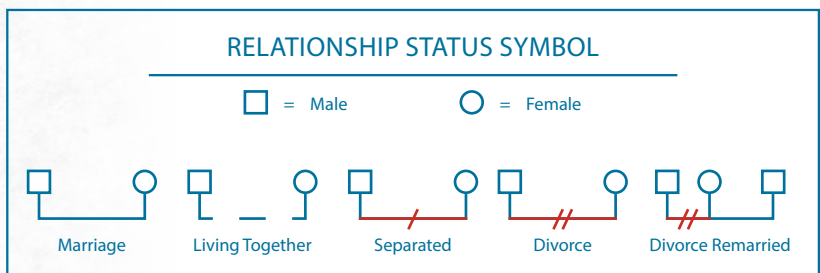 RELATIONSHIP STATUS SYMBOL
= Male = Female
Marriage Living Together Separated Divorce Divorce Remarried